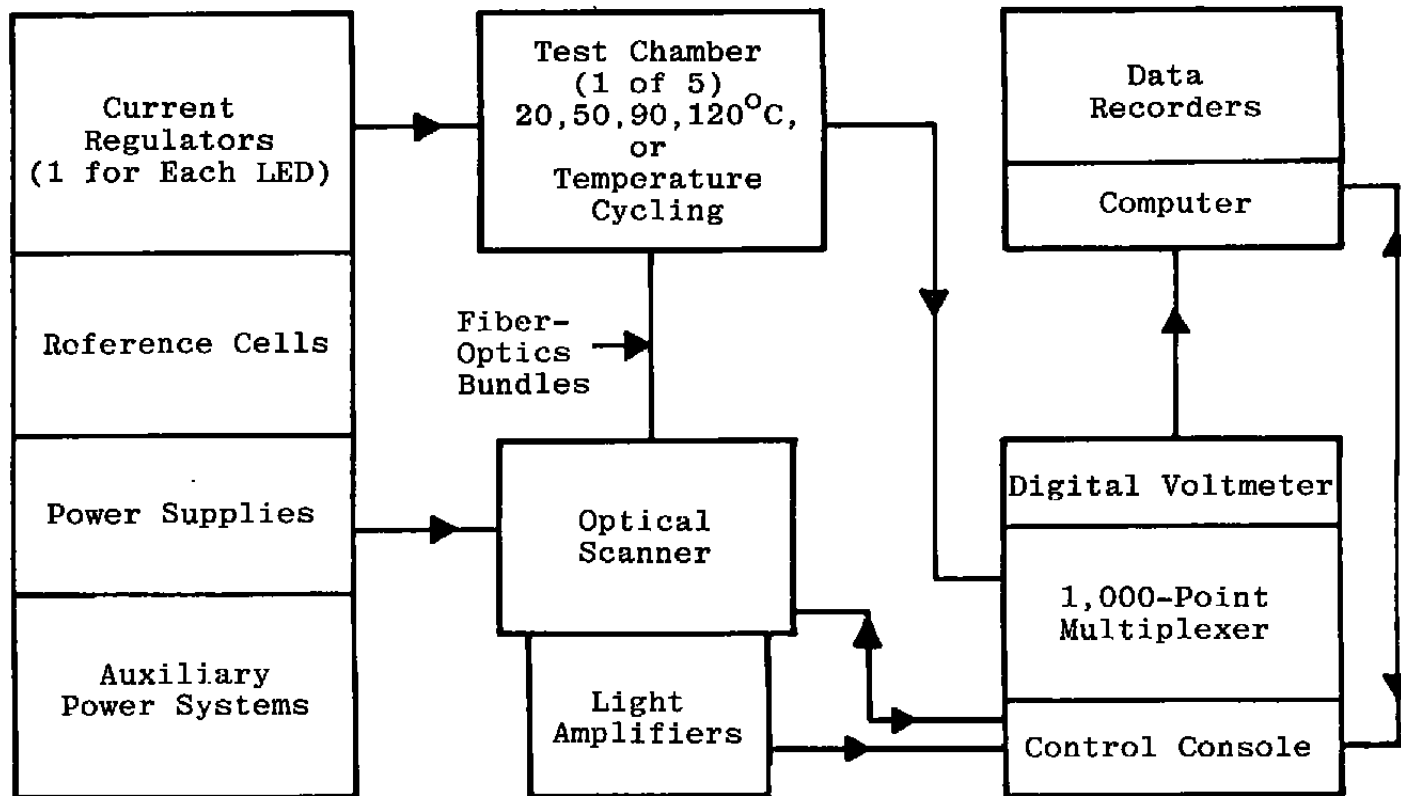 Current
Regulators
(1 for Each LED)
Reference Cells
Power Supplies
Auxiliary
Power Systems
Test Chamber
(1 of 5)
20,50,90,120°C,
or
Temperature
Cycling
Fiber-
Optics
Bundles
Optical
Scanner
Light
Amplifiers
Data
Recorders
Computer
Digital Voltmeter
1,000-Point
Multiplexer
Control Console